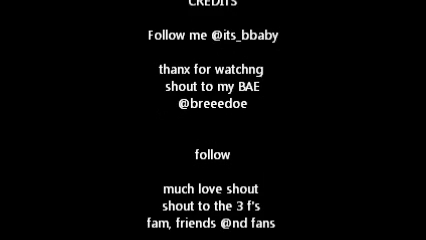 CREDITS
Follow me @its_bbaby
thanx for watchng
shout to my BAE
@breeedoe
follow
much love shout
shout to the 3 f's
fam, friends @nd fans